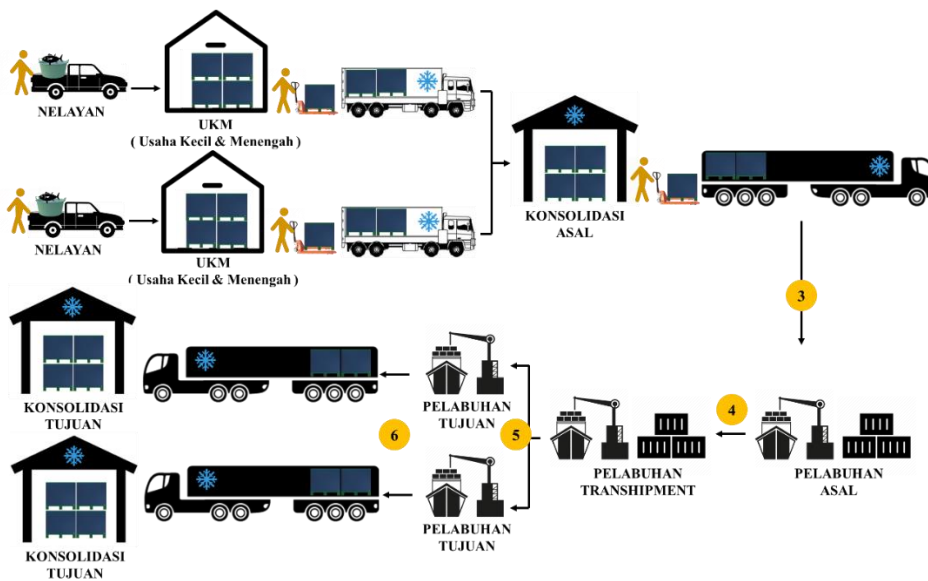 NELAYAN
UKM
( Usaha Kecil & Menengah )
NELAYAN
UKM
( Usaha Kecil & Menengah )
KONSOLIDASI
ASAL
3
KONSOLIDASI
TUJUAN
PELABUHAN
TUJUAN
6
5
4
PELABUHAN
TRANSHIPMENT
PELABUHAN
ASAL
KONSOLIDASI
TUJUAN
PELABUHAN
TUJUAN